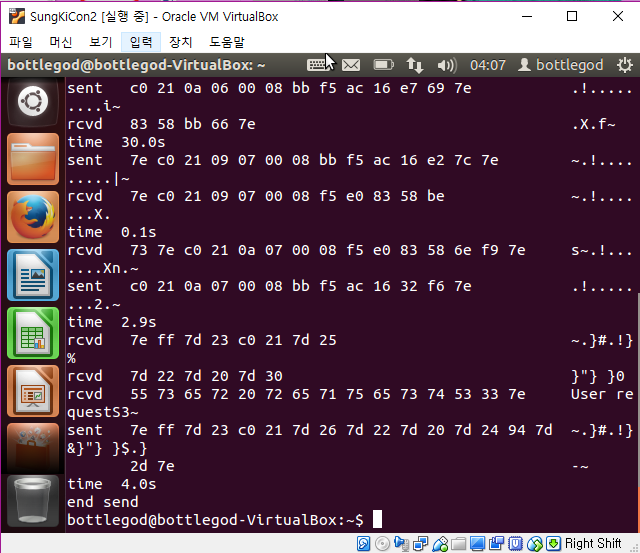 SungKiCon2 [실행 중] - Oracle VM VirtualBox
파일 머신 보기 입력 장치 도움말
bottlegod@bottlegod-VirtualBox: ~ 04:07 bottlegod
sent c0 21 0a 06 00 08 bb f5 ac 16 e7 69 7e .!.....
....i~
rcvd 83 58 bb 66 7e .X.f~
time 30.0s
sent 7e c0 21 09 07 00 08 bb f5 ac 16 e2 7c 7e ~.!....
.....|~
rcvd 7e c0 21 09 07 00 08 f5 e0 83 58 be ~.!....
...X.
time 0.1s
rcvd 73 7e c0 21 0a 07 00 08 f5 e0 83 58 6e f9 7e s~.!...
....Xn.~
sent c0 21 0a 07 00 08 bb f5 ac 16 32 f6 7e .!.....
...2.~
time 2.9s
rcvd 7e ff 7d 23 c0 21 7d 25 ~.}#.!}
%
rcvd 7d 22 7d 20 7d 30 }"} }0
rcvd 55 73 65 72 20 72 65 71 75 65 73 74 53 33 7e User re
questS3~
sent 7e ff 7d 23 c0 21 7d 26 7d 22 7d 20 7d 24 94 7d ~.}#.!}
&}"} }$.}
2d 7e -~
time 4.0s
end send
bottlegod@bottlegod-VirtualBox:~$
Right Shift